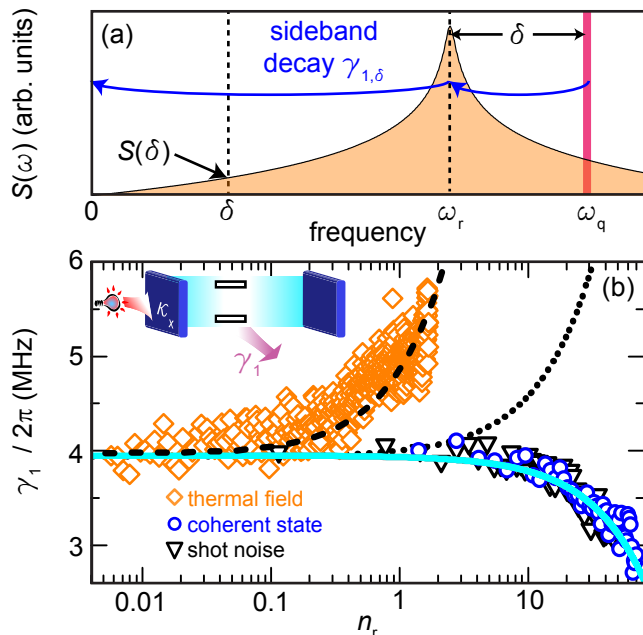 (a)
sideband
decay γ1,δ
δ
S(δ)
S(ω) (arb. units)
0
δ
ωr
ωq
frequency
(b)
κx
γ1
γ1 / 2π (MHz)
6
5
4
3
thermal field
coherent state
shot noise
0.01
0.1
1
10
nr